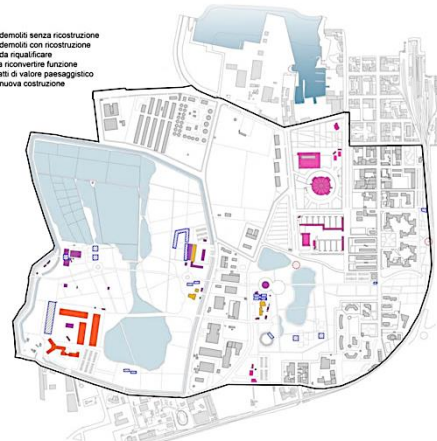 demoliti senza ricostruzione
demoliti con ricostruzione
da riqualificare
a riconvertire funzione
atti di valore paesaggistico
nuova costruzione